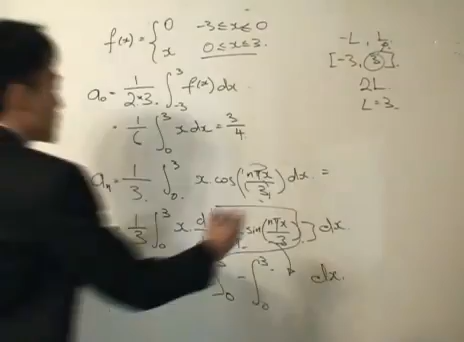 f(x) = { 0   -3 ≤ x ≤ 0
x   0 ≤ x ≤ 3.
-L, L
[-3, 3].
2L
L = 3.
a₀ = 1/(2*3) ∫₋₃³ f(x) dx
= 1/6 ∫₀³ x dx = 3/4
aₙ = 1/3 ∫₀³ x. cos(nπx/3) dx =
1/3 ∫₀³ x. d sin(nπx/3) ] dx
]₀³ - ∫₀³ dx.